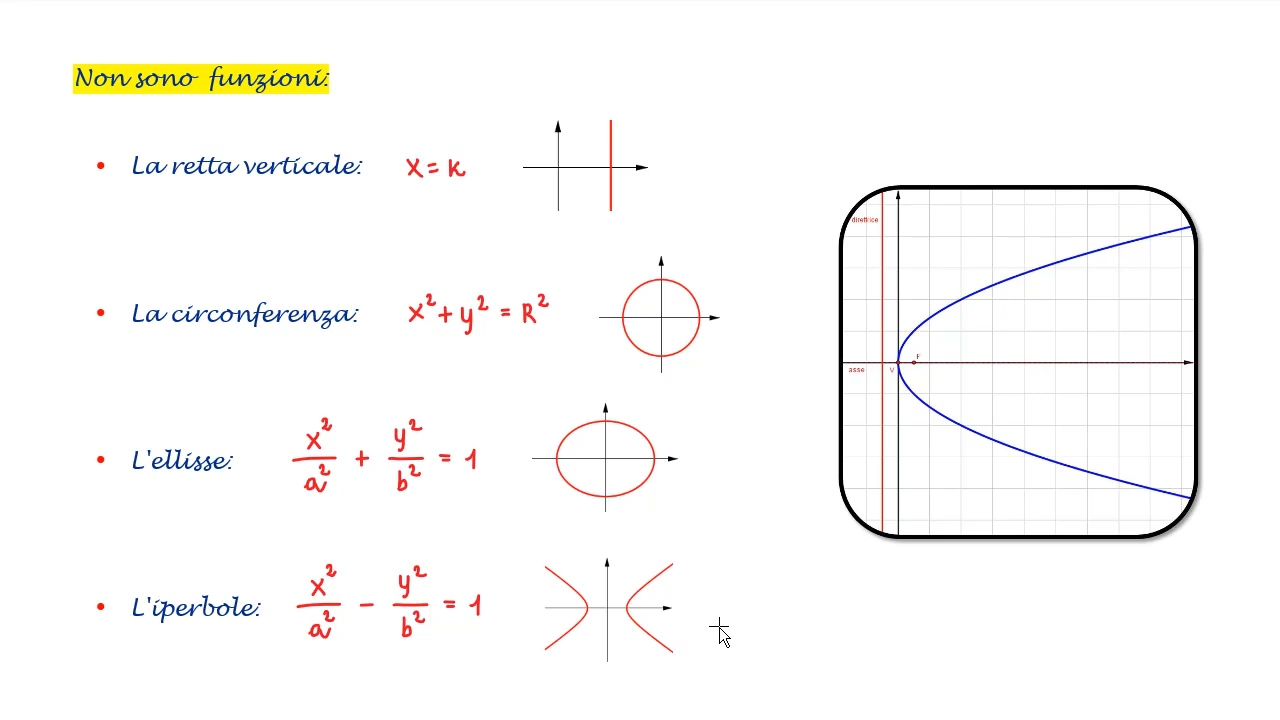 Non sono funzioni:
• La retta verticale: x = k
• La circonferenza: x² + y² = R²
• L'ellisse: x²/a² + y²/b² = 1
• L'iperbole: x²/a² - y²/b² = 1
direttrice
F
asse V